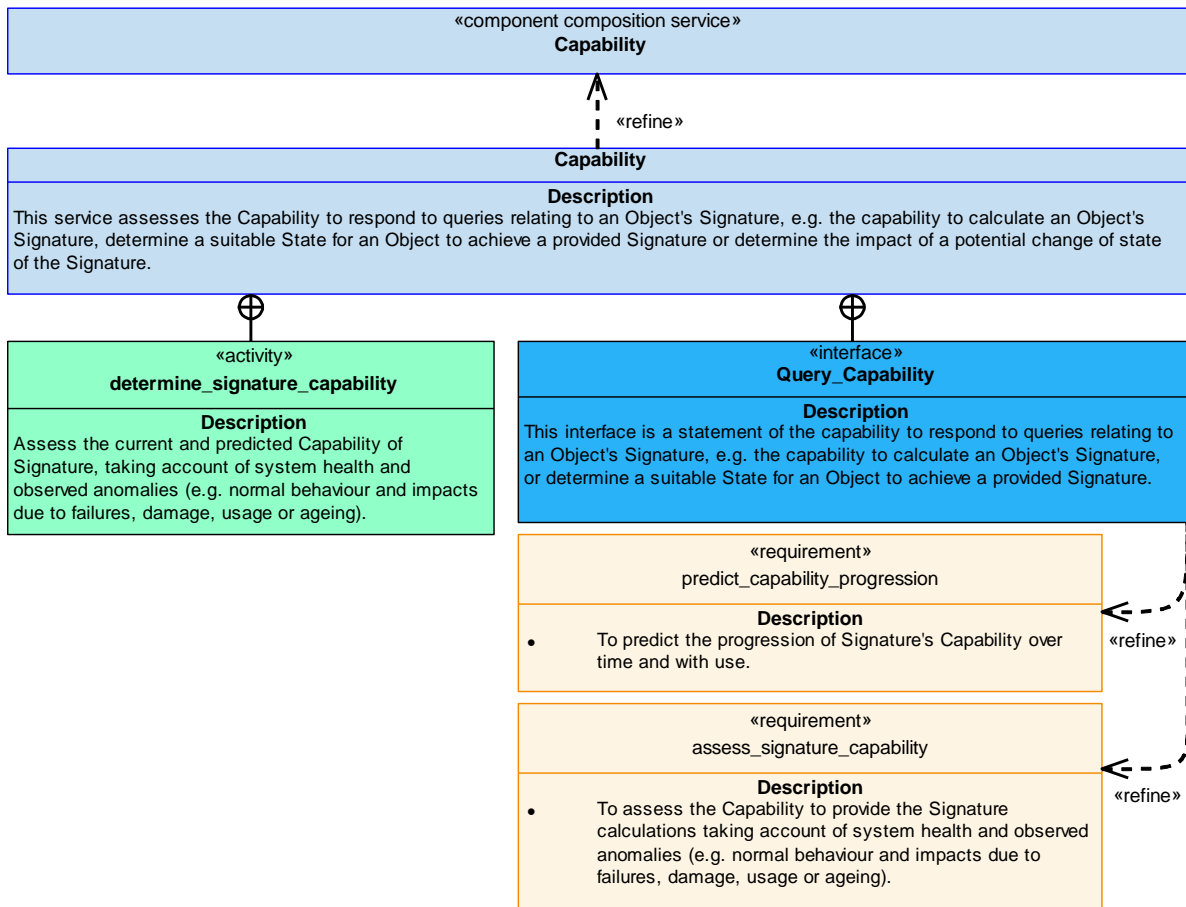 «component composition service»
Capability
«refine»
Capability
Description
This service assesses the Capability to respond to queries relating to an Object's Signature, e.g. the capability to calculate an Object's
Signature, determine a suitable State for an Object to achieve a provided Signature or determine the impact of a potential change of state
of the Signature.
«activity»
determine_signature_capability
Description
Assess the current and predicted Capability of
Signature, taking account of system health and
observed anomalies (e.g. normal behaviour and impacts
due to failures, damage, usage or ageing).
«interface»
Query_Capability
Description
This interface is a statement of the capability to respond to queries relating to
an Object's Signature, e.g. the capability to calculate an Object's Signature,
or determine a suitable State for an Object to achieve a provided Signature.
«requirement»
predict_capability_progression
Description
• To predict the progression of Signature's Capability over
time and with use.
«refine»
«requirement»
assess_signature_capability
Description
• To assess the Capability to provide the Signature
calculations taking account of system health and observed
anomalies (e.g. normal behaviour and impacts due to
failures, damage, usage or ageing).
«refine»